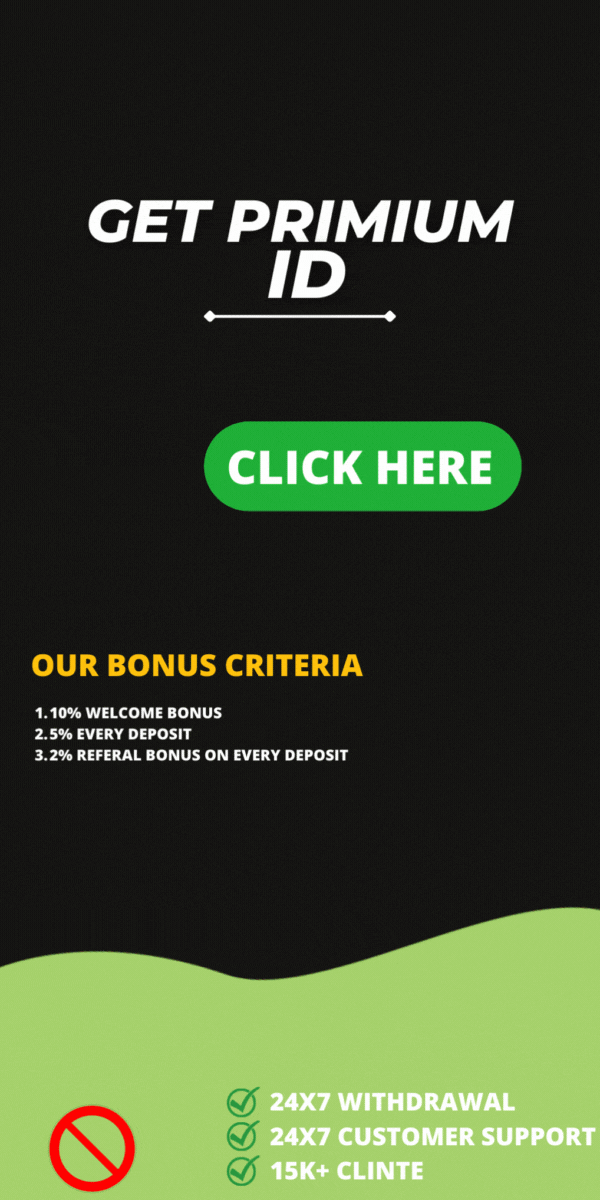 GET PRIMIUM
ID
CLICK HERE
OUR BONUS CRITERIA
1.10% WELCOME BONUS
2.5% EVERY DEPOSIT
3.2% REFERAL BONUS ON EVERY DEPOSIT
24X7 WITHDRAWAL
24X7 CUSTOMER SUPPORT
15K+ CLINTE